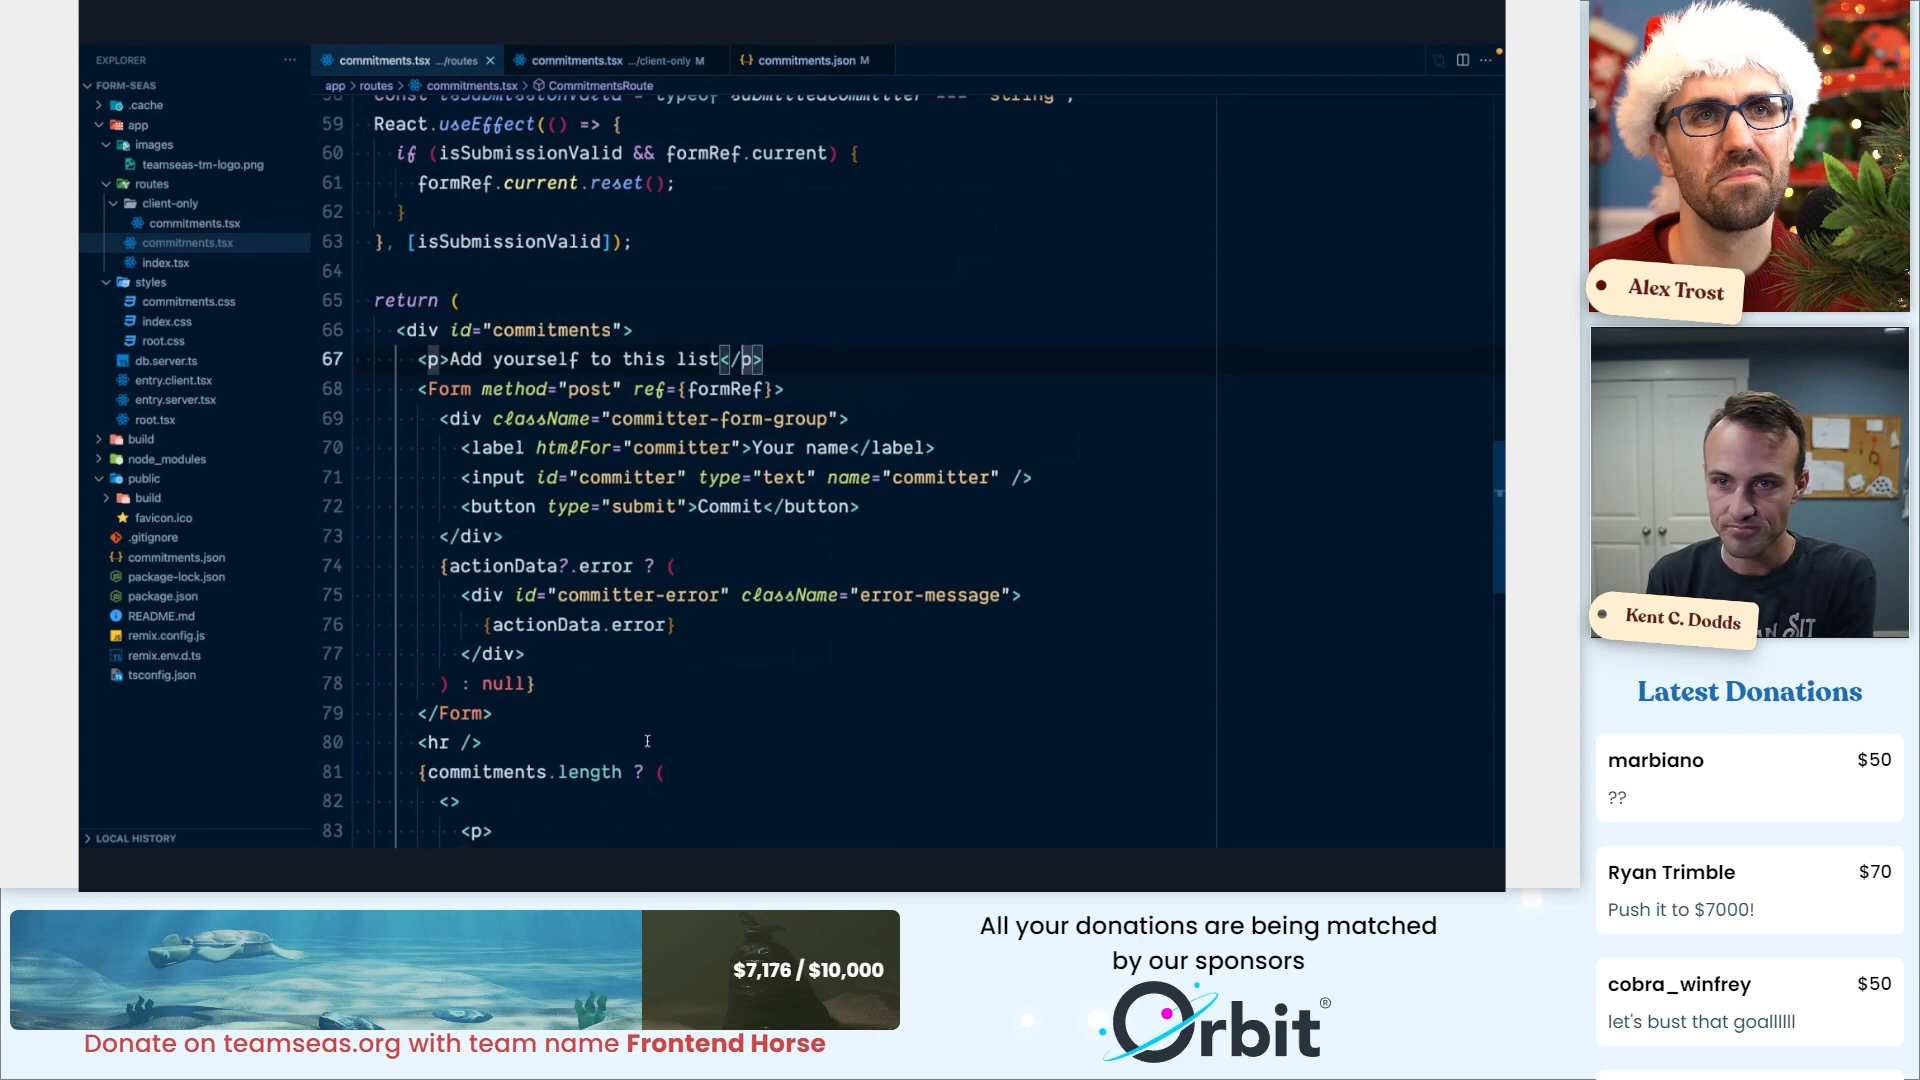 EXPLORER
FORM-SEAS
.cache
app
images
teamseas-tm-logo.png
routes
client-only
commitments.tsx
commitments.tsx
index.tsx
styles
commitments.css
index.css
root.css
db.server.ts
entry.client.tsx
entry.server.tsx
root.tsx
build
node_modules
public
build
favicon.ico
.gitignore
commitments.json
package-lock.json
package.json
README.md
remix.config.js
remix.env.d.ts
tsconfig.json
LOCAL HISTORY
commitments.tsx .../routes
commitments.tsx .../client-only M
commitments.json M
app > routes > commitments.tsx > CommitmentsRoute
58 const isSubmissionValid = typeof submittedCommitter === "string";
59 React.useEffect(() => {
60 if (isSubmissionValid && formRef.current) {
61 formRef.current.reset();
62 }
63 }, [isSubmissionValid]);
64
65 return (
66 <div id="commitments">
67 <p>Add yourself to this list</p>
68 <Form method="post" ref={formRef}>
69 <div className="committer-form-group">
70 <label htmlFor="committer">Your name</label>
71 <input id="committer" type="text" name="committer" />
72 <button type="submit">Commit</button>
73 </div>
74 {actionData?.error ? (
75 <div id="committer-error" className="error-message">
76 {actionData.error}
77 </div>
78 ) : null}
79 </Form>
80 <hr />
81 {commitments.length ? (
82 <>
83 <p>
Alex Trost
Kent C. Dodds
Latest Donations
marbiano $50
??
Ryan Trimble $70
Push it to $7000!
cobra_winfrey $50
let's bust that goallllll
$7,176 / $10,000
Donate on teamseas.org with team name Frontend Horse
All your donations are being matched
by our sponsors
Orbit®